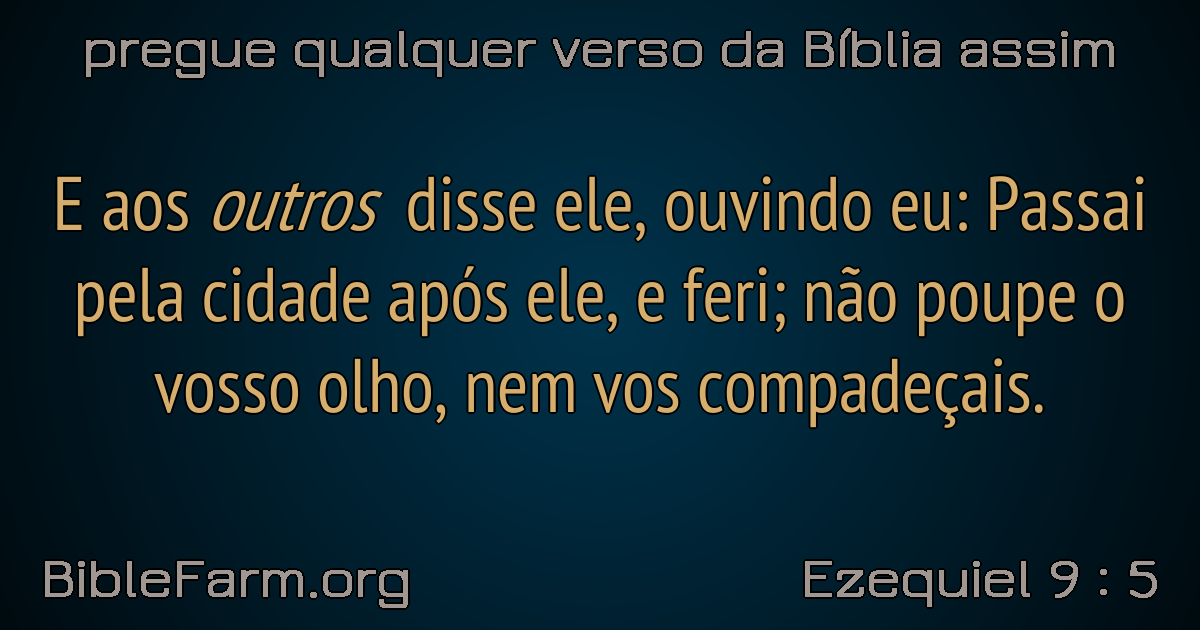 pregue qualquer verso da Bíblia assim
E aos outros disse ele, ouvindo eu: Passai
pela cidade após ele, e feri; não poupe o
vosso olho, nem vos compadeçais.
BibleFarm.org
Ezequiel 9 : 5